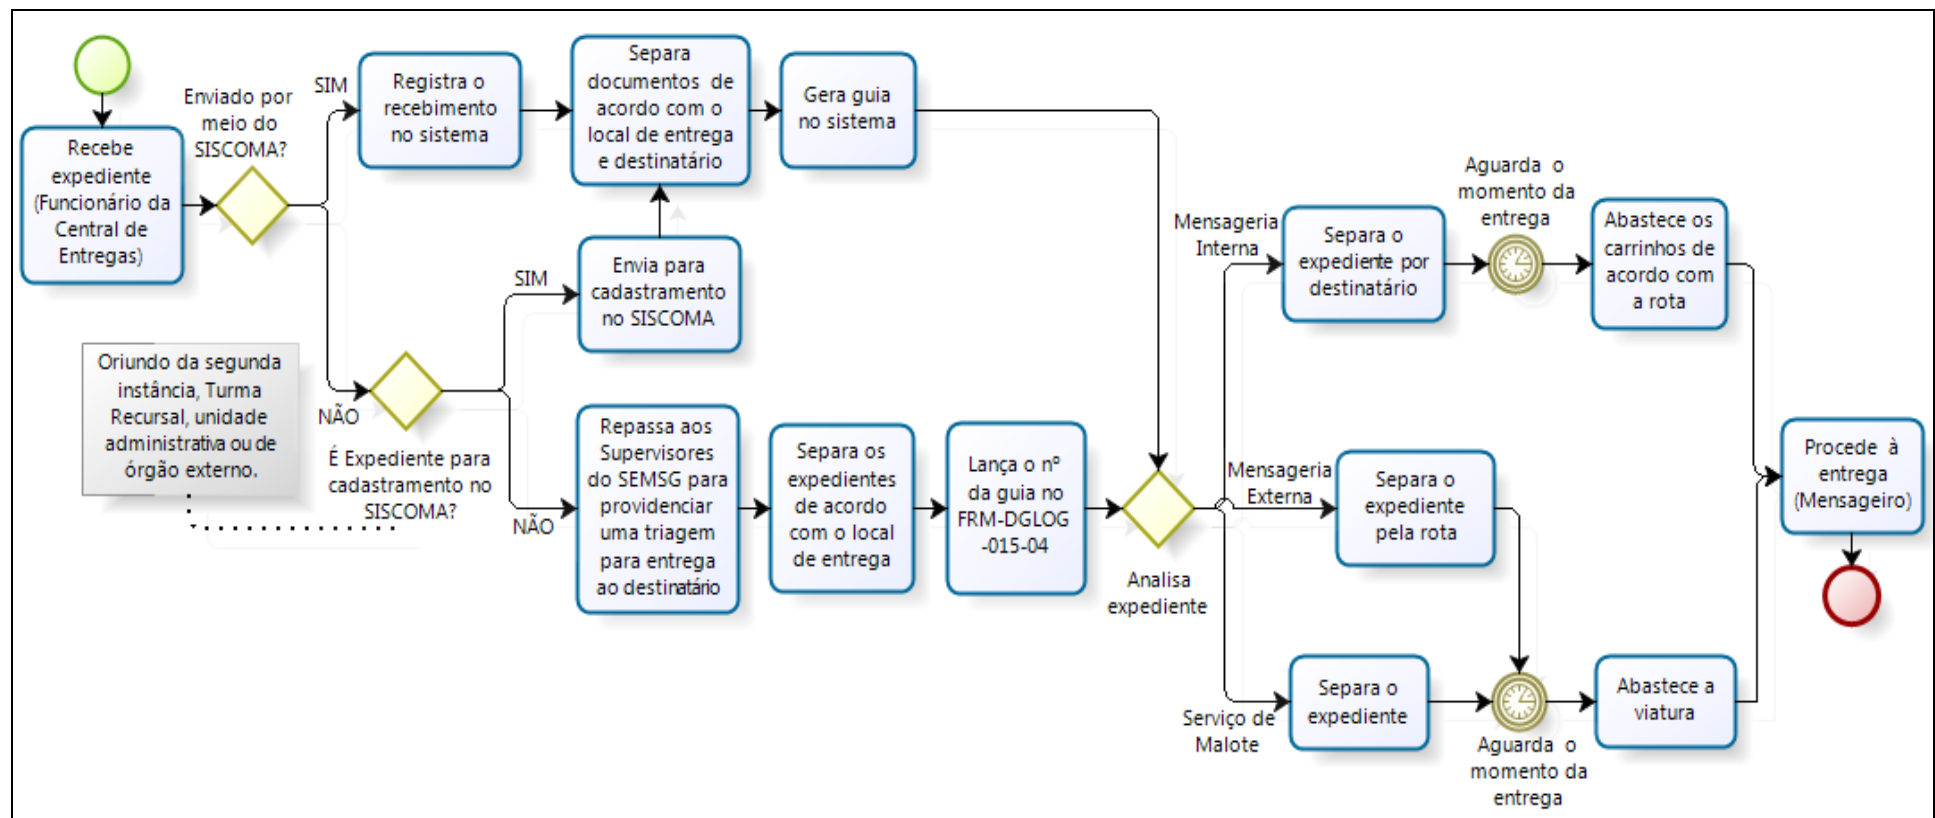 Recebe
expediente
(Funcionário da
Central de
Entregas)
Enviado por
meio do
SISCOMA?
SIM
Registra o
recebimento
no sistema
Separa
documentos de
acordo com o
local de entrega
e destinatário
Gera guia
no sistema
NÃO
Oriundo da segunda
instância, Turma
Recursal, unidade
administrativa ou de
órgão externo.
É Expediente para
cadastramento no
SISCOMA?
SIM
Envia para
cadastramento
no SISCOMA
NÃO
Repassa aos
Supervisores
do SEMSG para
providenciar
uma triagem
para entrega
ao destinatário
Separa os
expedientes
de acordo
com o local
de entrega
Lança o nº
da guia no
FRM-DGLOG
-015-04
Analisa
expediente
Mensageria
Interna
Separa o
expediente por
destinatário
Aguarda o
momento da
entrega
Abastece os
carrinhos de
acordo com
a rota
Mensageria
Externa
Separa o
expediente
pela rota
Serviço de
Malote
Separa o
expediente
Aguarda o
momento da
entrega
Abastece a
viatura
Procede à
entrega
(Mensageiro)